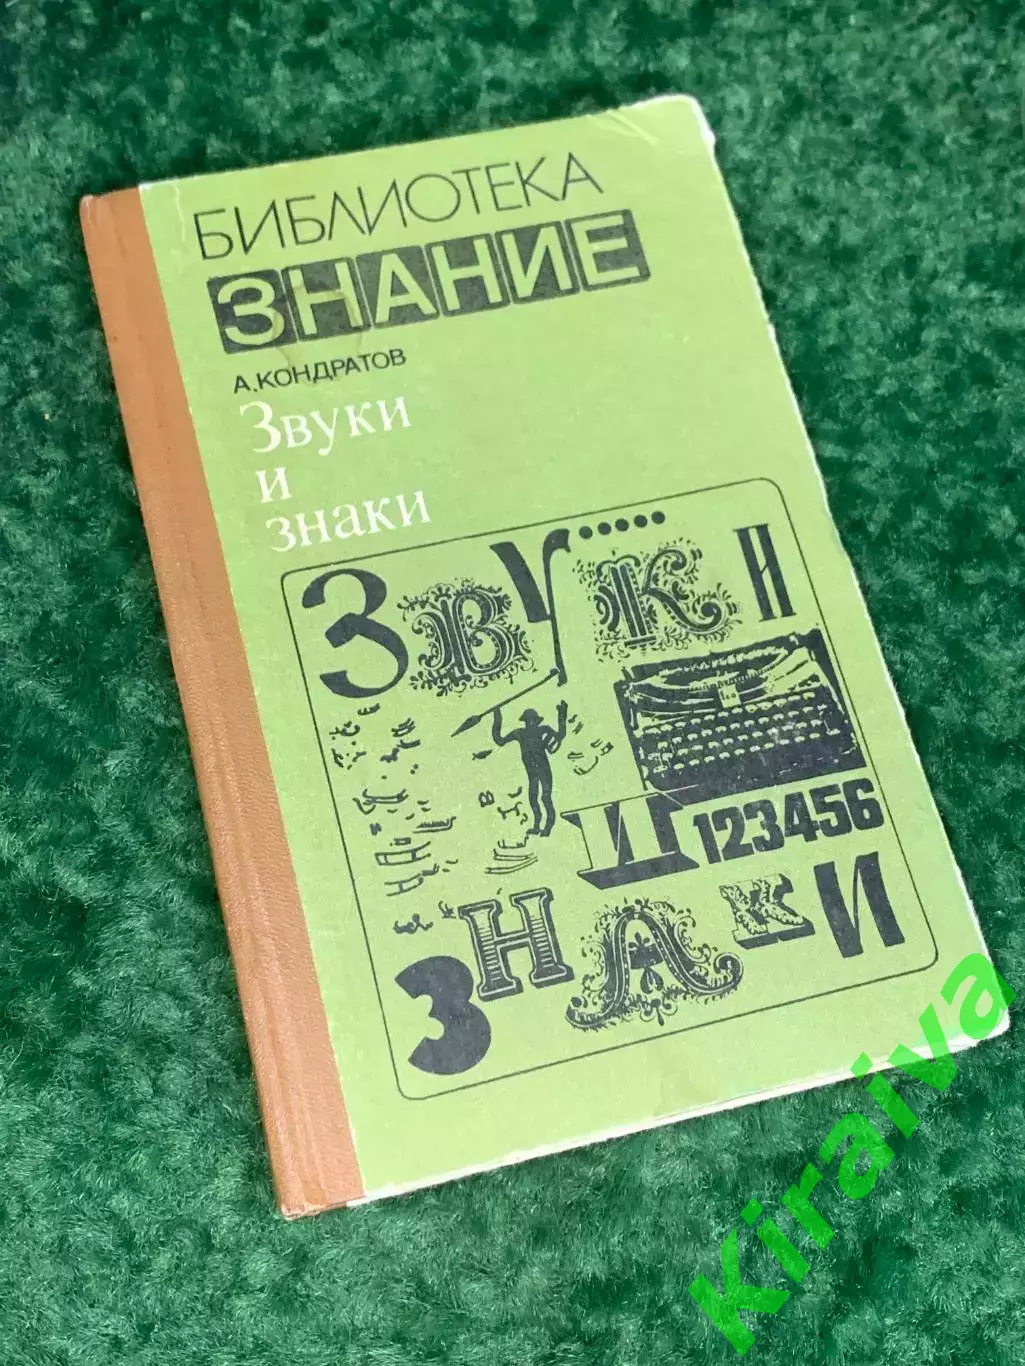 БИБЛИОТЕКА
ЗНАНИЕ
А. КОНДРАТОВ
Звуки
и
знаки
ЗВУКИ
И
123456
ЗНАКИ
Kiraiva